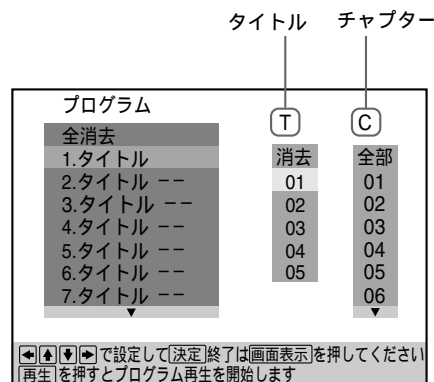 タイトル チャプター
プログラム
T C
全消去
1.タイトル 消去 全部
2.タイトル −− 01 01
3.タイトル −− 02 02
4.タイトル −− 03 03
5.タイトル −− 04 04
6.タイトル −− 05 05
7.タイトル −− 06
で設定して決定 終了は画面表示を押してください
再生を押すとプログラム再生を開始します